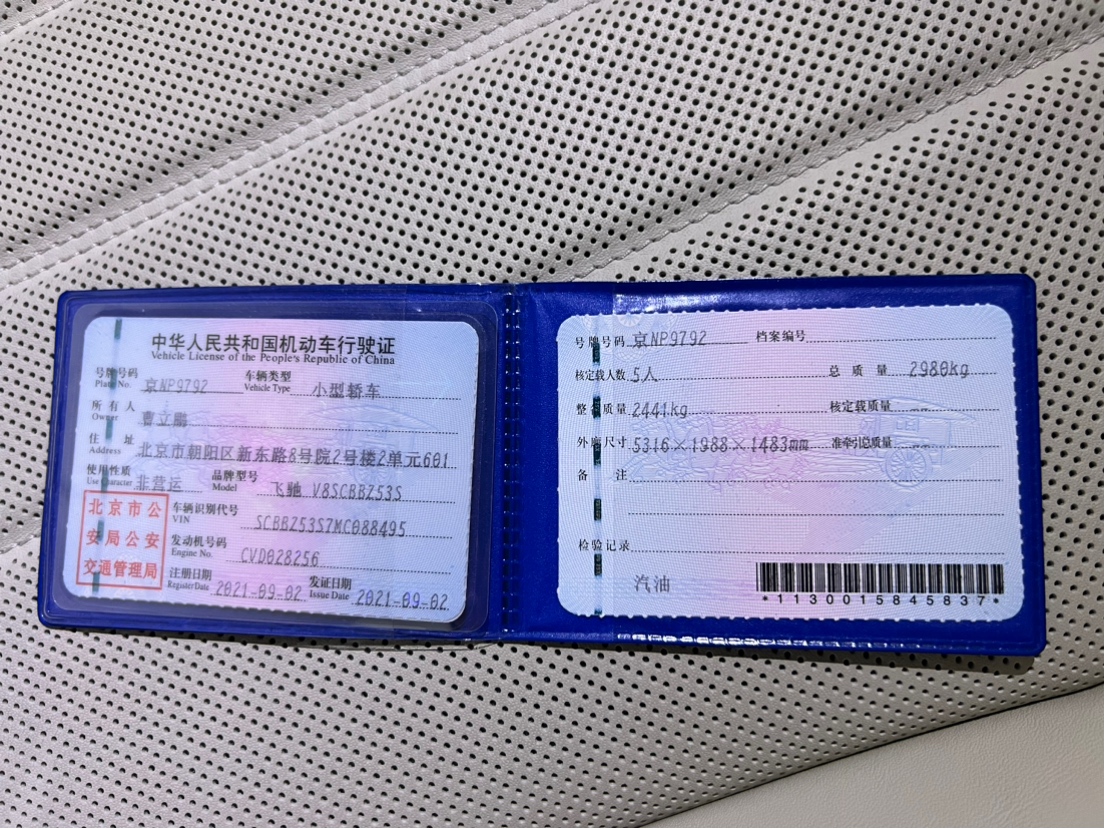 中华人民共和国机动车行驶证
Vehicle License of the People's Republic of China
号牌号码 京NP9792 车辆类型 小型轿车
Plate No. Vehicle Type
所有人 曹立鹏
Owner
住址 北京市朝阳区新东路8号院2号楼2单元601
Address
使用性质 非营运 品牌型号 飞驰 V8SCBBZ53S
Use Character Model
北京市公
安局公安
交通管理局
车辆识别代号 SCBBZ53S7MC088495
VIN
发动机号码 CVD028256
Engine No.
注册日期 2021-09-02 发证日期 2021-09-02
Register Date Issue Date
号牌号码 京NP9792 档案编号
核定载人数 5人 总质量 2980kg
整备质量 2441kg 核定载质量 --
外廓尺寸 5316×1988×1483mm 准牵引总质量 --
备注
检验记录
汽油
*1130015845837*